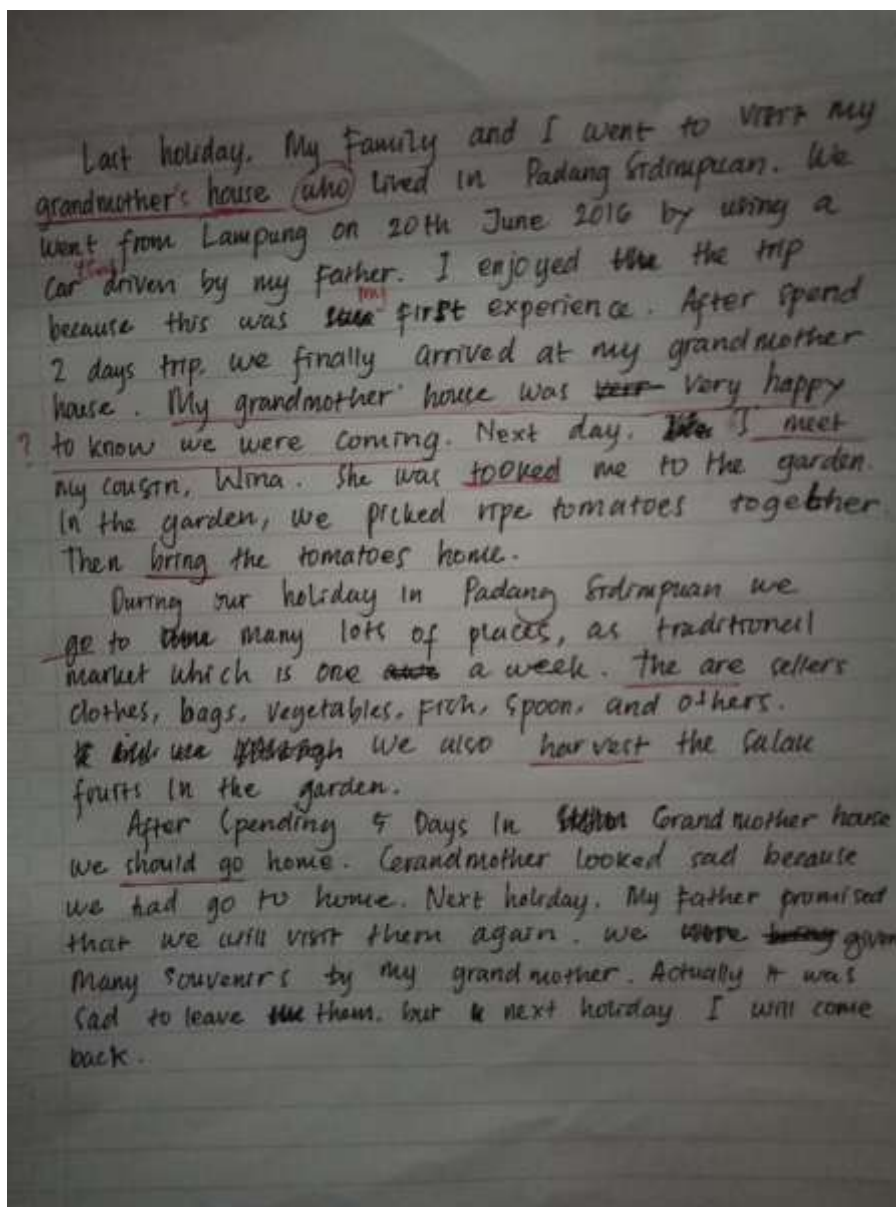 Last holiday. My Family and I went to visit my
grandmother's house who lived in Padang Sidimpuan. We
went from Lampung on 20th June 2016 by using a
car driven by my Father. I enjoyed the trip
because this was my first experience. After spend
2 days trip. we finally arrived at my grandmother
house. My grandmother' house was very happy
? to know we were coming. Next day. I meet
my cousin, Wina. She was tooked me to the garden.
In the garden, we picked ripe tomatoes together
Then bring the tomatoes home.
During our holiday in Padang Sidimpuan we
go to many lots of places, as traditional
market which is one a week. The are sellers
clothes, bags, vegetables, Fish, Spoon, and others.
we also harvest the Salak
fruits in the garden.
After Spending 5 Days in Grandmother house
we should go home. Grandmother looked sad because
we had go to home. Next holiday. My Father promised
that we will visit them again. we given
Many souvenirs by my grandmother. Actually it was
Sad to leave them. but next holiday I will come
back.